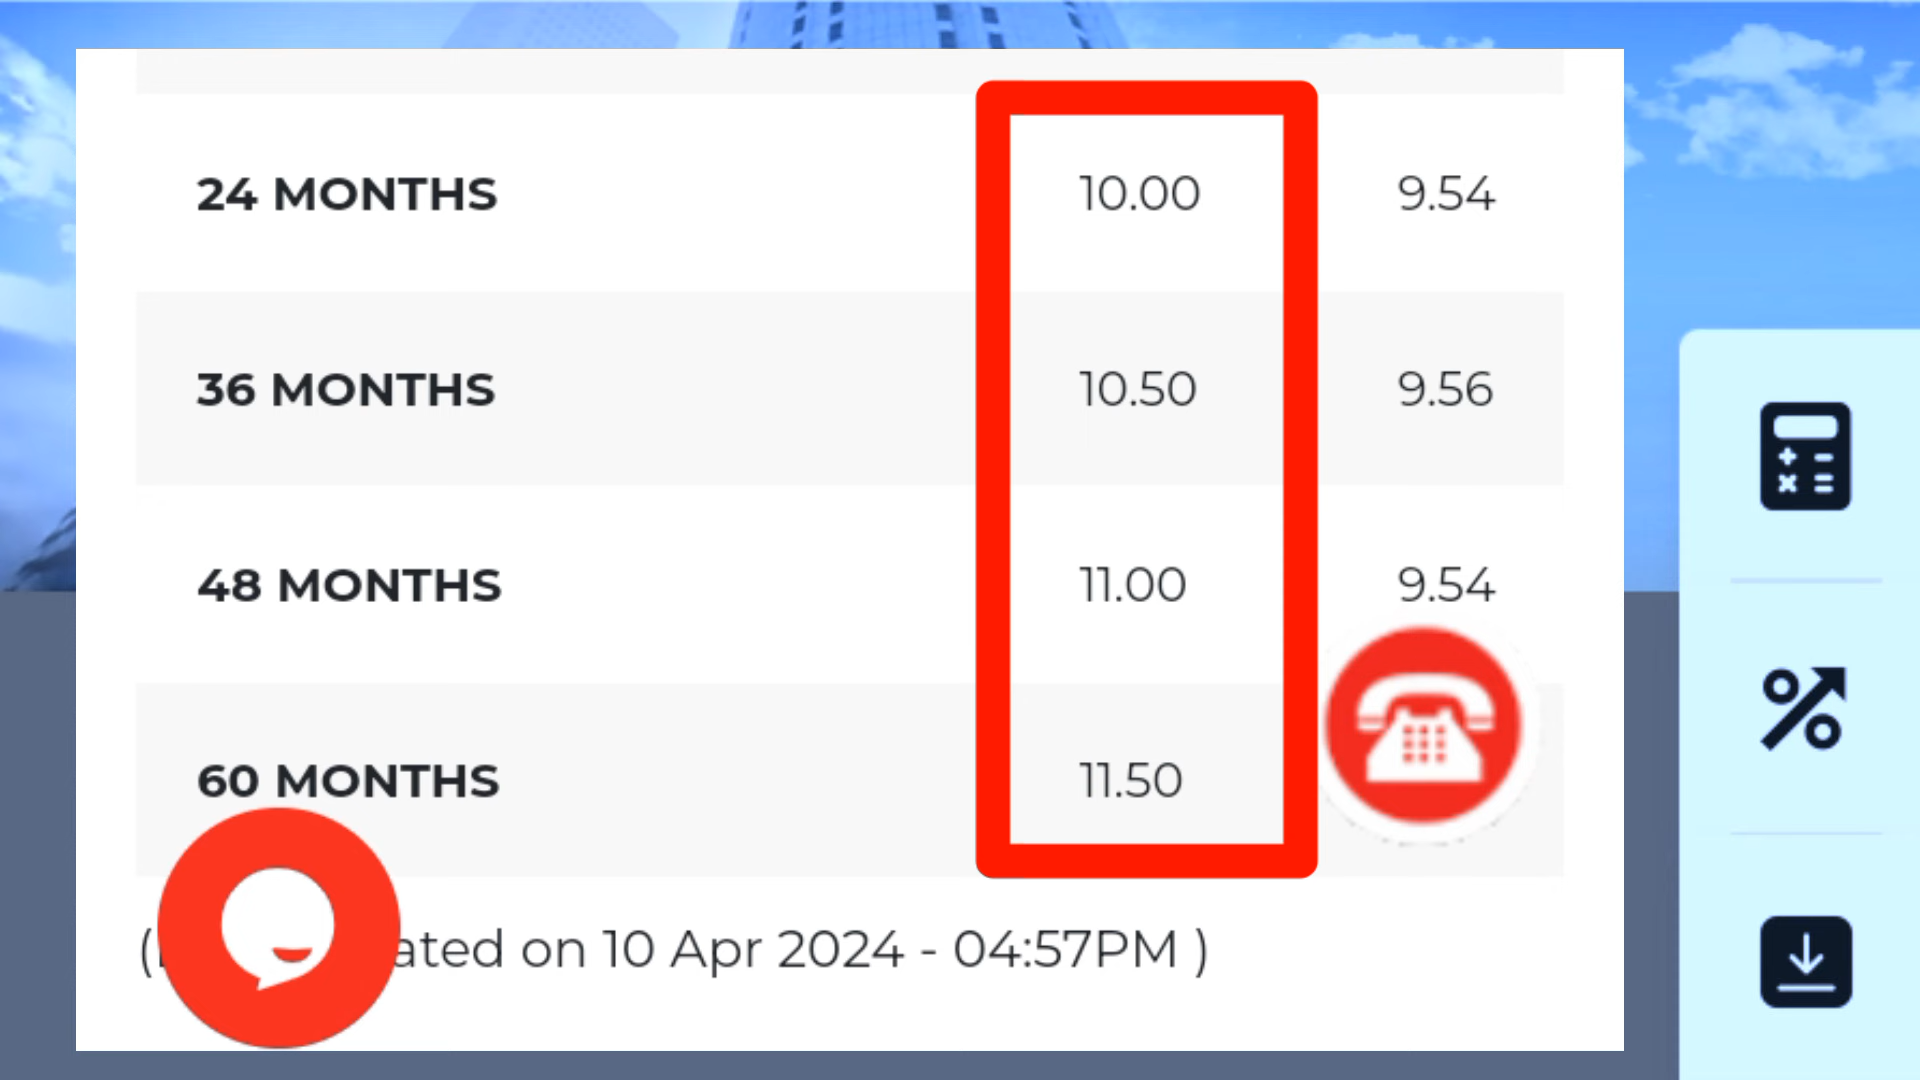 24 MONTHS 10.00 9.54
36 MONTHS 10.50 9.56
48 MONTHS 11.00 9.54
60 MONTHS 11.50
( on 10 Apr 2024 - 04:57PM )